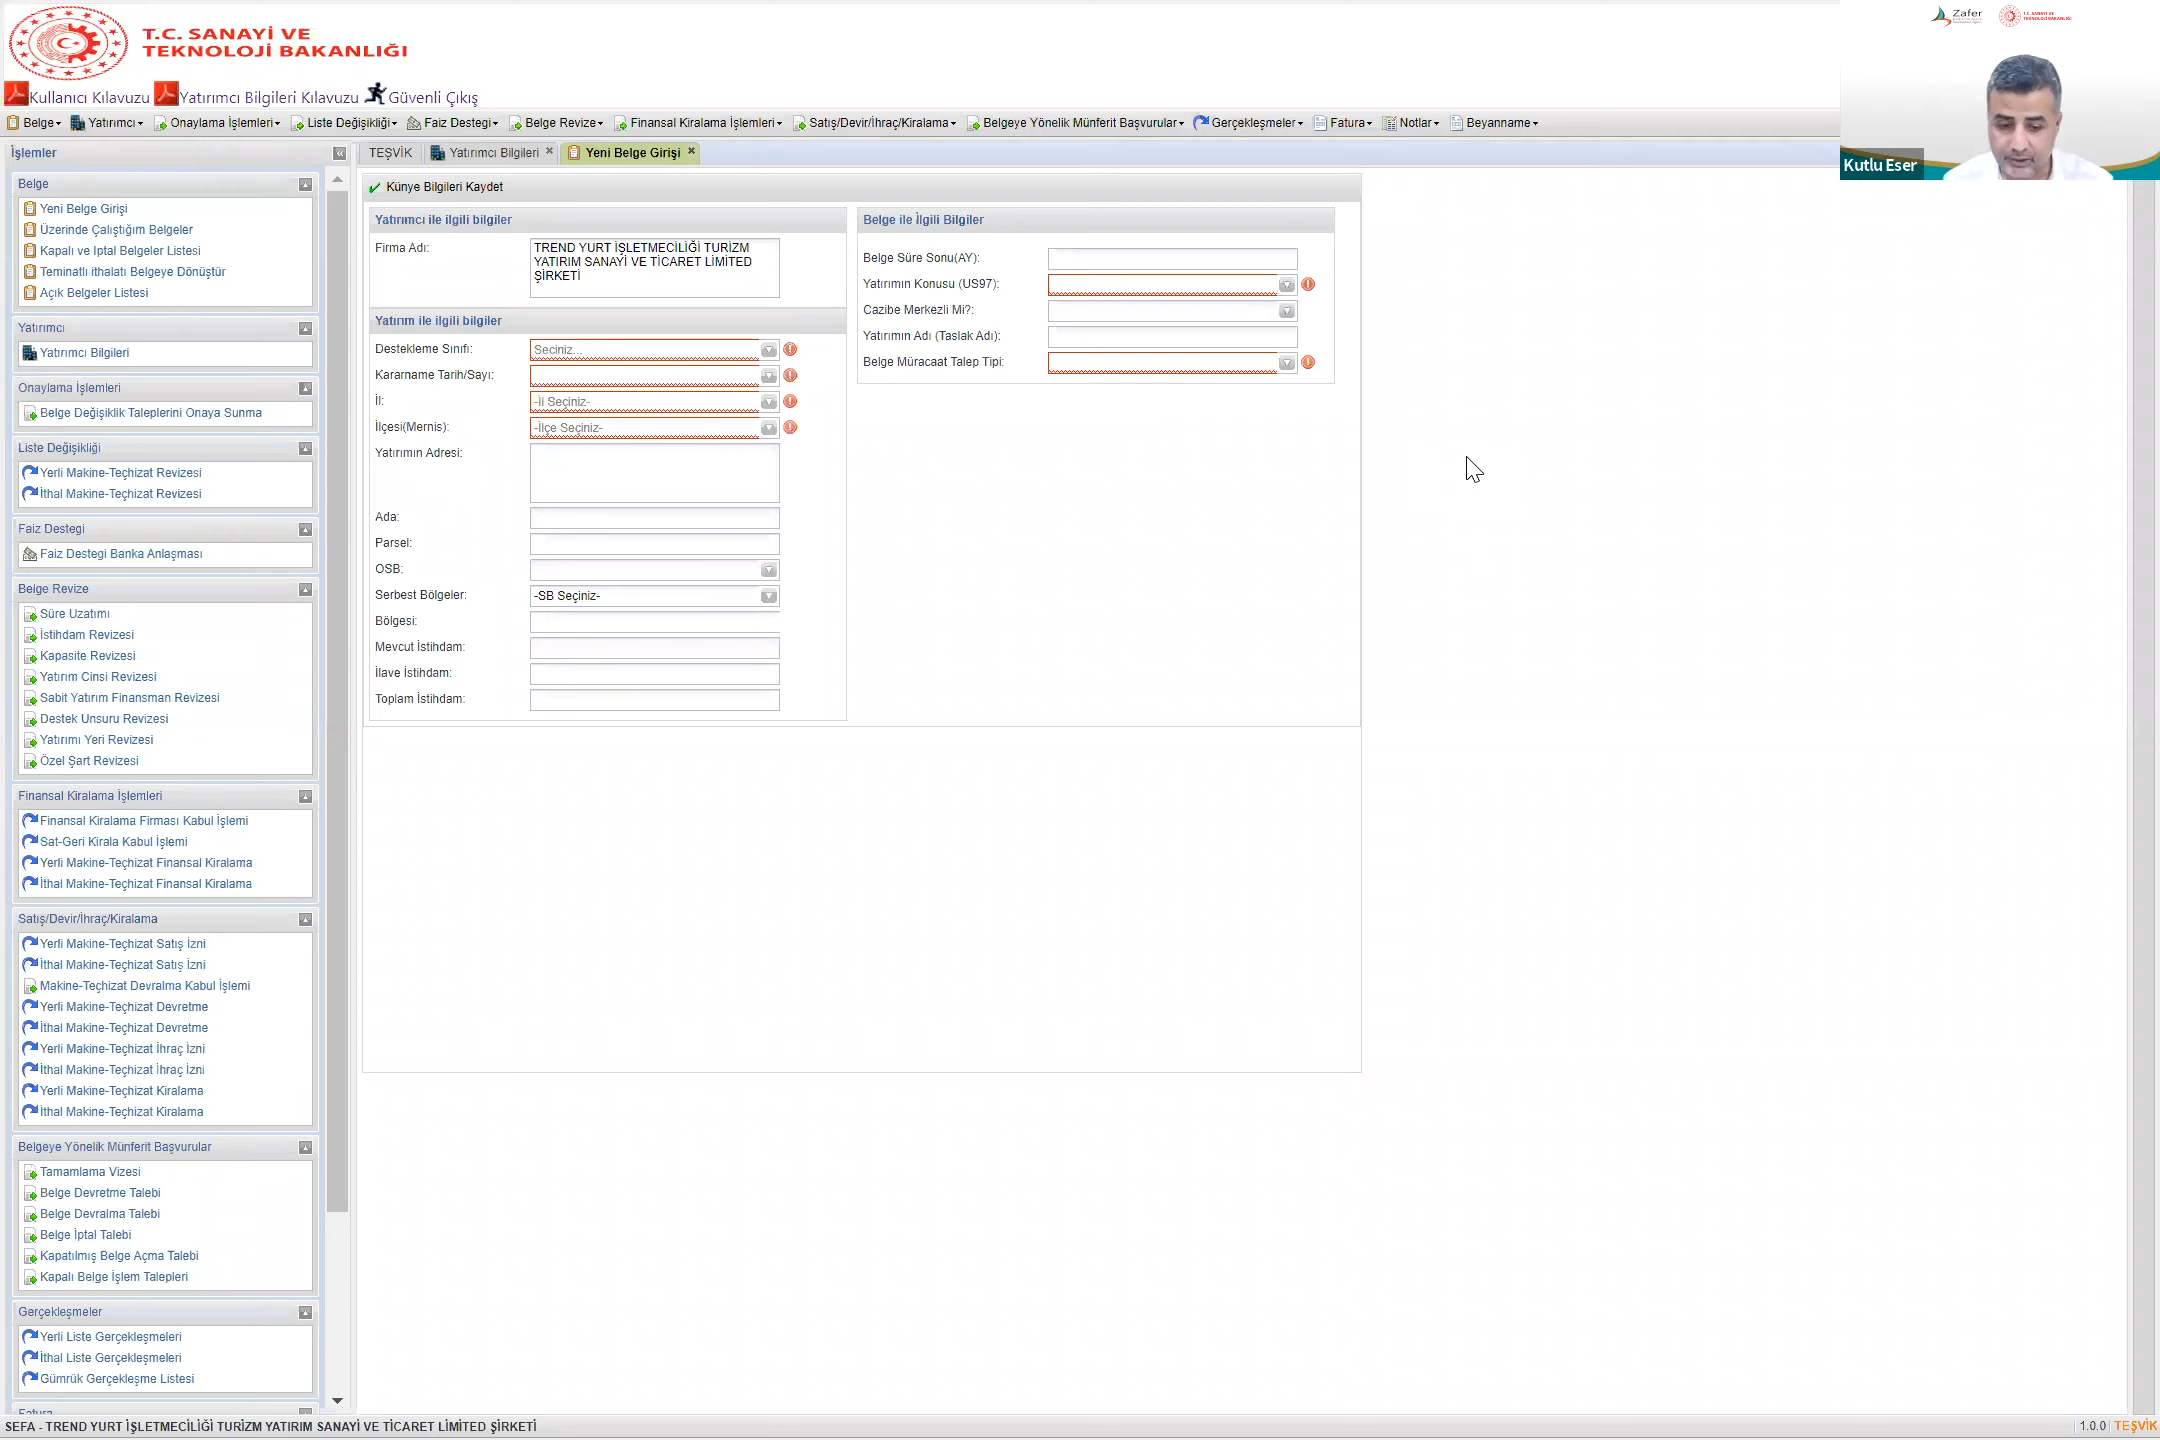 T.C. SANAYİ VE
TEKNOLOJİ BAKANLIĞI
Zafer
T.C. SANAYİ VE
TEKNOLOJİ BAKANLIĞI
Kutlu Eser
Kullanıcı Kılavuzu Yatırımcı Bilgileri Kılavuzu Güvenli Çıkış
Belge Yatırımcı Onaylama İşlemleri Liste Değişikliği Faiz Destegi Belge Revize Finansal Kiralama İşlemleri Satış/Devir/İhraç/Kiralama Belgeye Yönelik Münferit Başvurular Gerçekleşmeler Fatura Notlar Beyanname
İşlemler
TEŞVİK Yatırımcı Bilgileri Yeni Belge Girişi
Belge
Yeni Belge Girişi
Üzerinde Çalıştığım Belgeler
Kapalı ve Iptal Belgeler Listesi
Teminatlı ithalatı Belgeye Dönüştür
Açık Belgeler Listesi
Yatırımcı
Yatırımcı Bilgileri
Onaylama İşlemleri
Belge Değişiklik Taleplerini Onaya Sunma
Liste Değişikliği
Yerli Makine-Teçhizat Revizesi
İthal Makine-Teçhizat Revizesi
Faiz Destegi
Faiz Destegi Banka Anlaşması
Belge Revize
Süre Uzatımı
İstihdam Revizesi
Kapasite Revizesi
Yatırım Cinsi Revizesi
Sabit Yatırım Finansman Revizesi
Destek Unsuru Revizesi
Yatırımı Yeri Revizesi
Özel Şart Revizesi
Finansal Kiralama İşlemleri
Finansal Kiralama Firması Kabul İşlemi
Sat-Geri Kirala Kabul İşlemi
Yerli Makine-Teçhizat Finansal Kiralama
İthal Makine-Teçhizat Finansal Kiralama
Satış/Devir/İhraç/Kiralama
Yerli Makine-Teçhizat Satış İzni
İthal Makine-Teçhizat Satış İzni
Makine-Teçhizat Devralma Kabul İşlemi
Yerli Makine-Teçhizat Devretme
İthal Makine-Teçhizat Devretme
Yerli Makine-Teçhizat İhraç İzni
İthal Makine-Teçhizat İhraç İzni
Yerli Makine-Teçhizat Kiralama
İthal Makine-Teçhizat Kiralama
Belgeye Yönelik Münferit Başvurular
Tamamlama Vizesi
Belge Devretme Talebi
Belge Devralma Talebi
Belge İptal Talebi
Kapatılmış Belge Açma Talebi
Kapalı Belge İşlem Talepleri
Gerçekleşmeler
Yerli Liste Gerçekleşmeleri
İthal Liste Gerçekleşmeleri
Gümrük Gerçekleşme Listesi
Fatura
Künye Bilgileri Kaydet
Yatırımcı ile ilgili bilgiler
Firma Adı:
TREND YURT İŞLETMECİLİĞİ TURİZM
YATIRIM SANAYİ VE TİCARET LİMİTED
ŞİRKETİ
Yatırım ile ilgili bilgiler
Destekleme Sınıfı: Seciniz...
Kararname Tarih/Sayı:
İl: -İl Seçiniz-
İlçesi(Mernis): -İlçe Seçiniz-
Yatırımın Adresi:
Ada:
Parsel:
OSB:
Serbest Bölgeler: -SB Seçiniz-
Bölgesi:
Mevcut İstihdam:
İlave İstihdam:
Toplam İstihdam:
Belge ile İlgili Bilgiler
Belge Süre Sonu(AY):
Yatırımın Konusu (US97):
Cazibe Merkezli Mi?:
Yatırımın Adı (Taslak Adı):
Belge Müracaat Talep Tipi:
SEFA - TREND YURT İŞLETMECİLİĞİ TURİZM YATIRIM SANAYİ VE TİCARET LİMİTED ŞİRKETİ
1.0.0 TEŞVİK